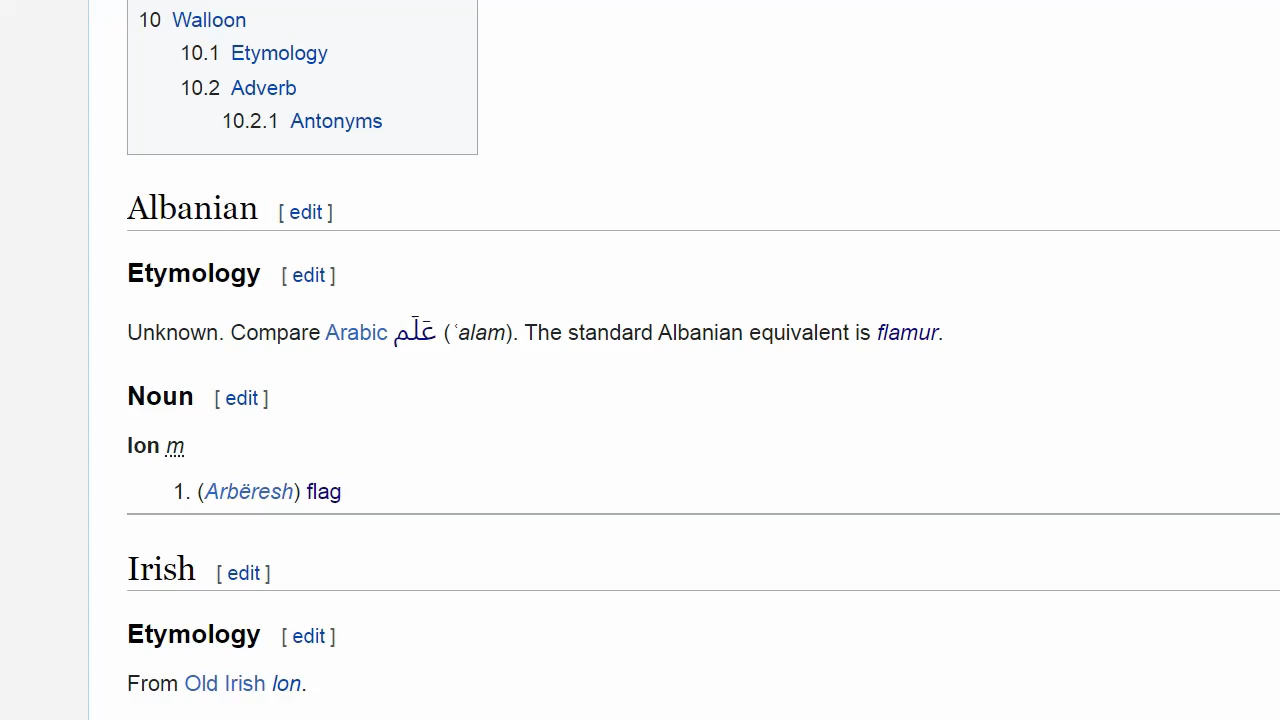 10 Walloon
10.1 Etymology
10.2 Adverb
10.2.1 Antonyms
Albanian [ edit ]
Etymology [ edit ]
Unknown. Compare Arabic عَلَم (ʿalam). The standard Albanian equivalent is flamur.
Noun [ edit ]
lon m
1. (Arbëresh) flag
Irish [ edit ]
Etymology [ edit ]
From Old Irish lon.